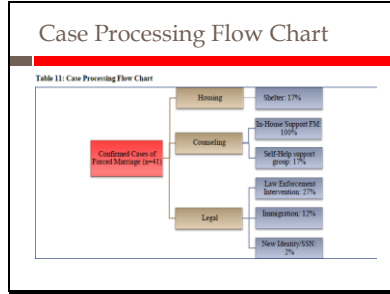 Case Processing Flow Chart
Table 11: Case Processing Flow Chart
Confirmed Cases of
Forced Marriage (n=41)
Housing
Shelter: 17%
Counseling
In-House Support FM:
100%
Self-Help support
group: 17%
Legal
Law Enforcement
Intervention: 27%
Immigration: 12%
New Identity/SSN:
2%